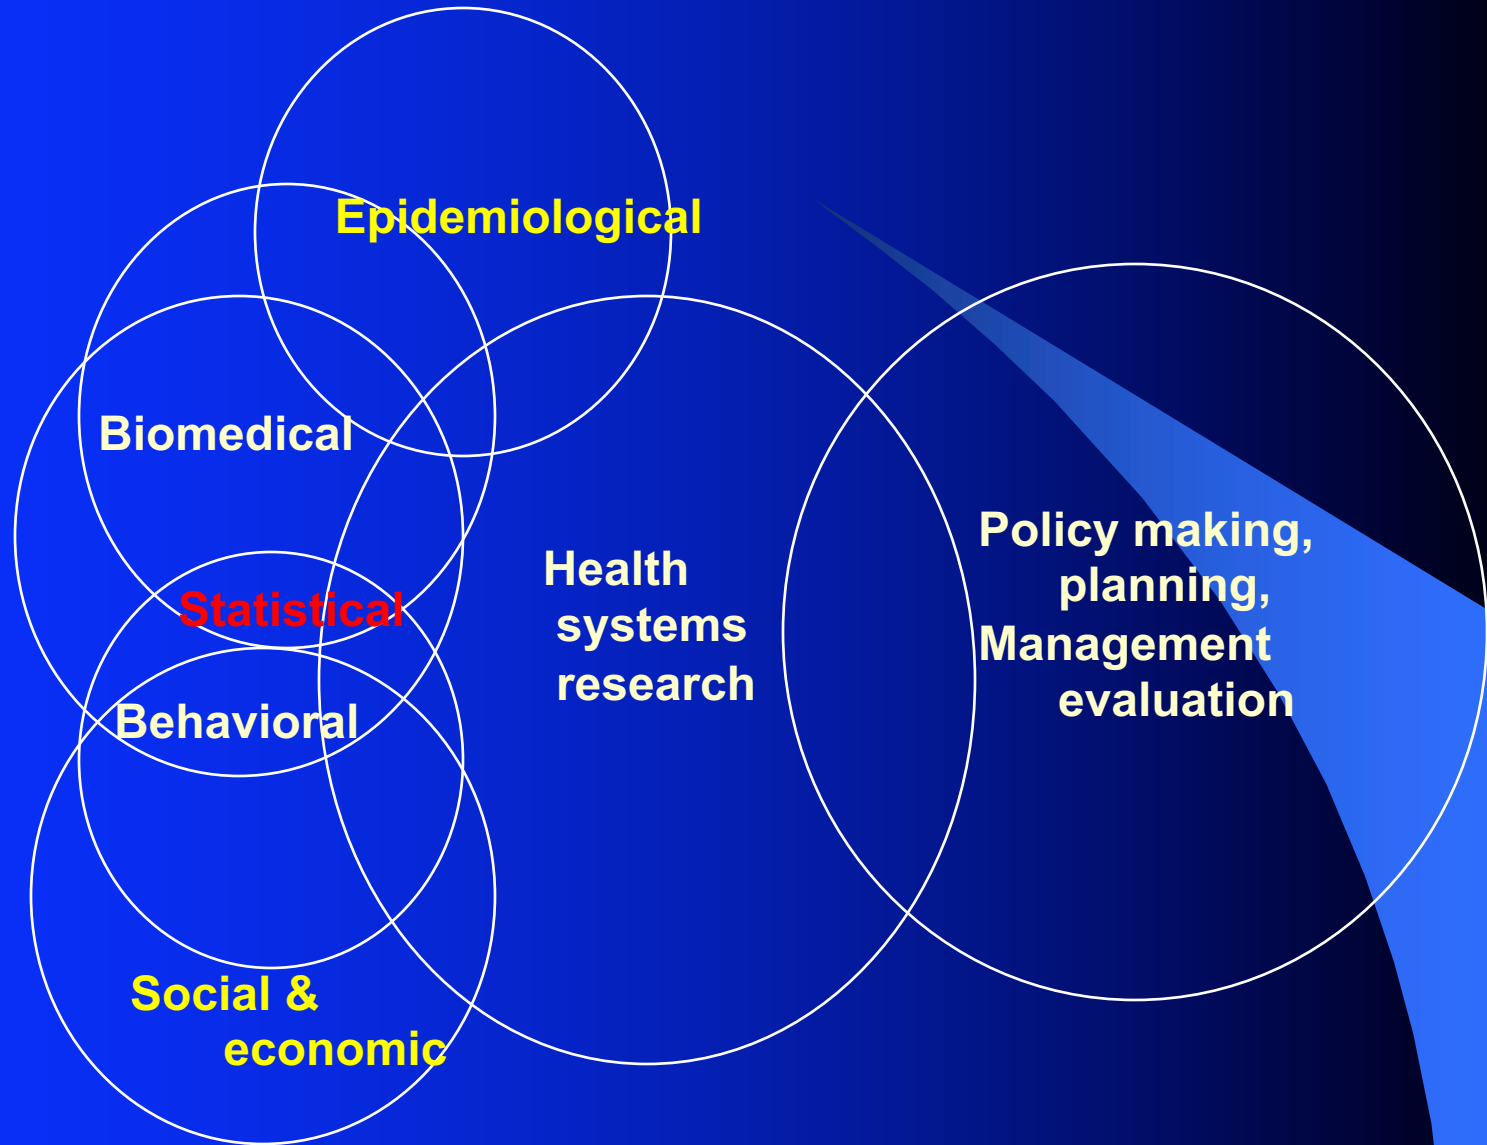 Epidemiological
Biomedical
Statistical
Behavioral
Social &
economic
Health
systems
research
Policy making,
planning,
Management
evaluation